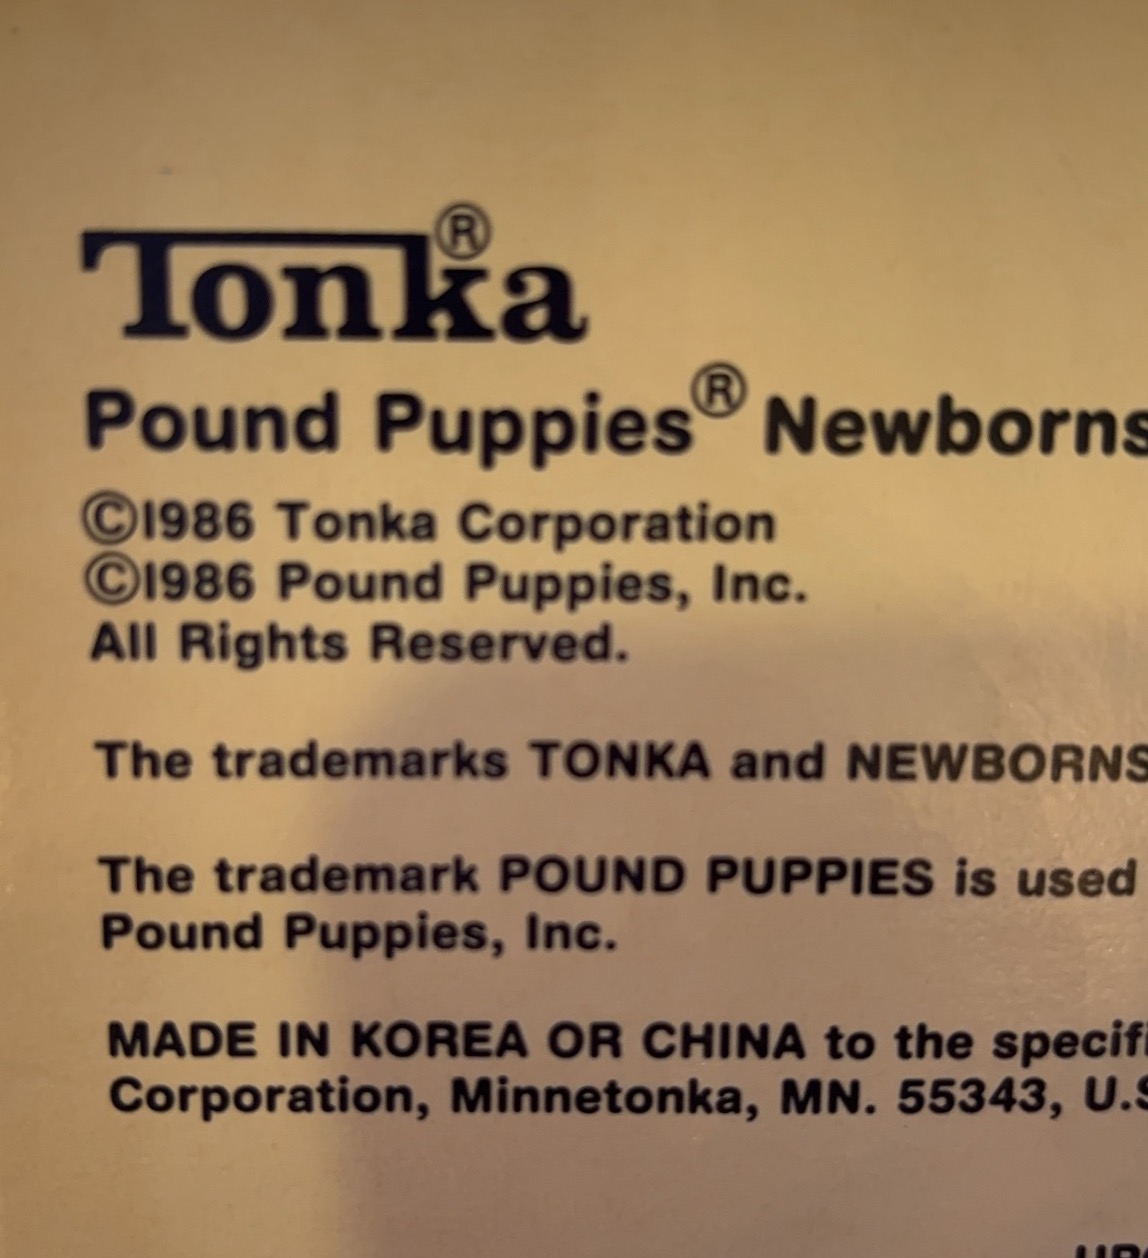 Tonka®
Pound Puppies® Newborns
©1986 Tonka Corporation
©1986 Pound Puppies, Inc.
All Rights Reserved.
The trademarks TONKA and NEWBORNS
The trademark POUND PUPPIES is used
Pound Puppies, Inc.
MADE IN KOREA OR CHINA to the
Corporation, Minnetonka, MN. 55343,